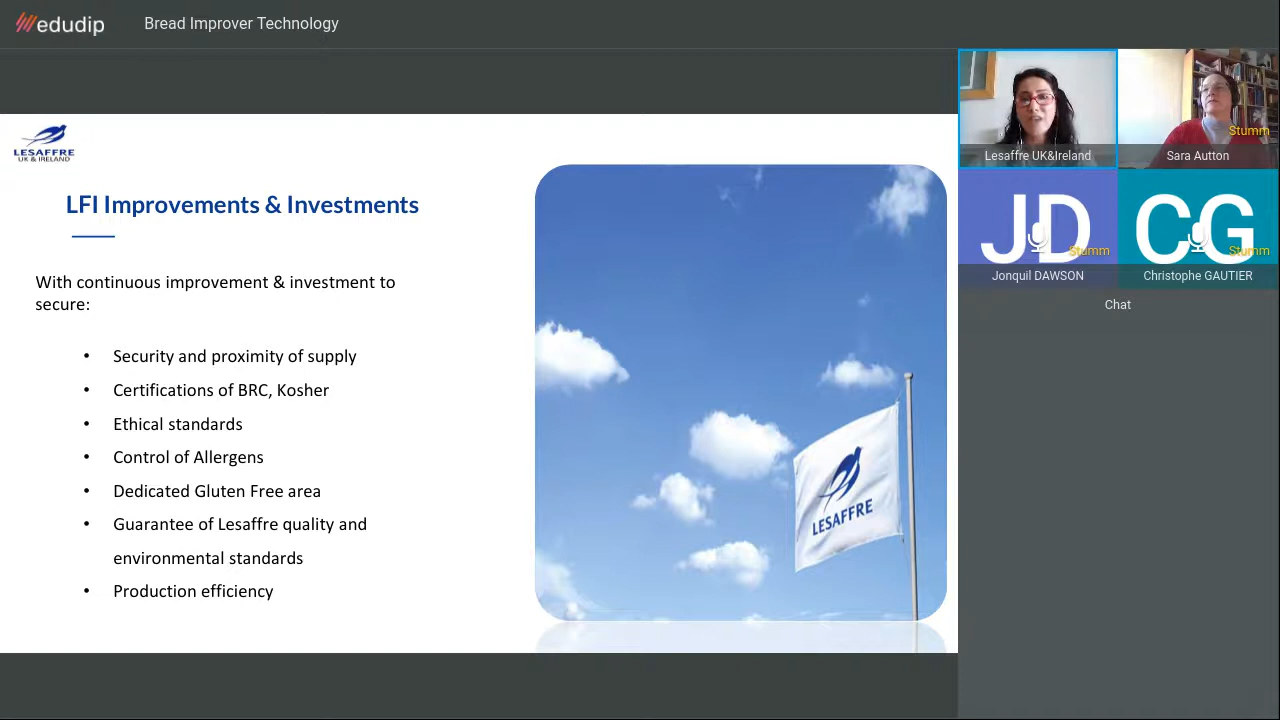 edudip
Bread Improver Technology
LESAFFRE
UK & IRELAND
LFI Improvements & Investments
With continuous improvement & investment to
secure:
• Security and proximity of supply
• Certifications of BRC, Kosher
• Ethical standards
• Control of Allergens
• Dedicated Gluten Free area
• Guarantee of Lesaffre quality and
environmental standards
• Production efficiency
LESAFFRE
Lesaffre UK&Ireland
Stumm
Sara Autton
JD
Stumm
Jonquil DAWSON
CG
Stumm
Christophe GAUTIER
Chat